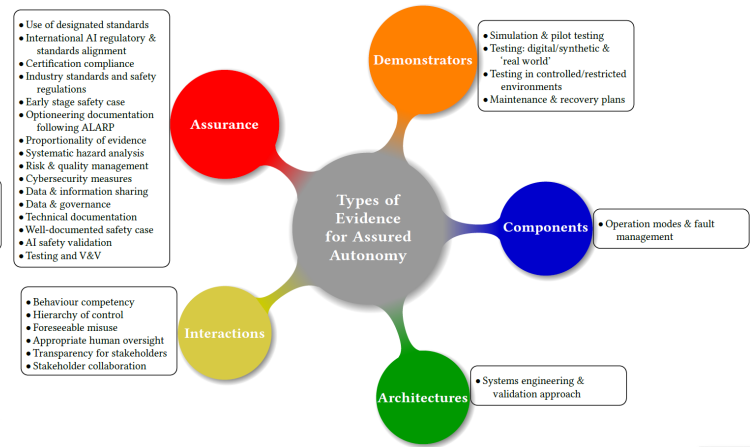 ● Use of designated standards
● International AI regulatory &
standards alignment
● Certification compliance
● Industry standards and safety
regulations
● Early stage safety case
● Optioneering documentation
following ALARP
● Proportionality of evidence
● Systematic hazard analysis
● Risk & quality management
● Cybersecurity measures
● Data & information sharing
● Data & governance
● Technical documentation
● Well-documented safety case
● AI safety validation
● Testing and V&V
Assurance
Demonstrators
● Simulation & pilot testing
● Testing: digital/synthetic &
‘real world’
● Testing in controlled/restricted
environments
● Maintenance & recovery plans
Types of
Evidence
for Assured
Autonomy
Components
● Operation modes & fault
management
● Behaviour competency
● Hierarchy of control
● Foreseeable misuse
● Appropriate human oversight
● Transparency for stakeholders
● Stakeholder collaboration
Interactions
Architectures
● Systems engineering &
validation approach